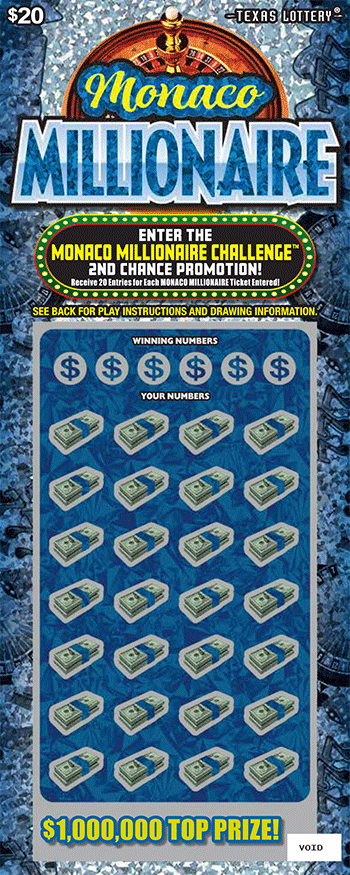 $20
TEXAS LOTTERY®
Monaco
MILLIONAIRE
ENTER THE
MONACO MILLIONAIRE CHALLENGE™
2ND CHANCE PROMOTION!
Receive 20 Entries for Each MONACO MILLIONAIRE Ticket Entered!
SEE BACK FOR PLAY INSTRUCTIONS AND DRAWING INFORMATION.
WINNING NUMBERS
$ $ $ $ $ $
YOUR NUMBERS
$1,000,000 TOP PRIZE!
VOID